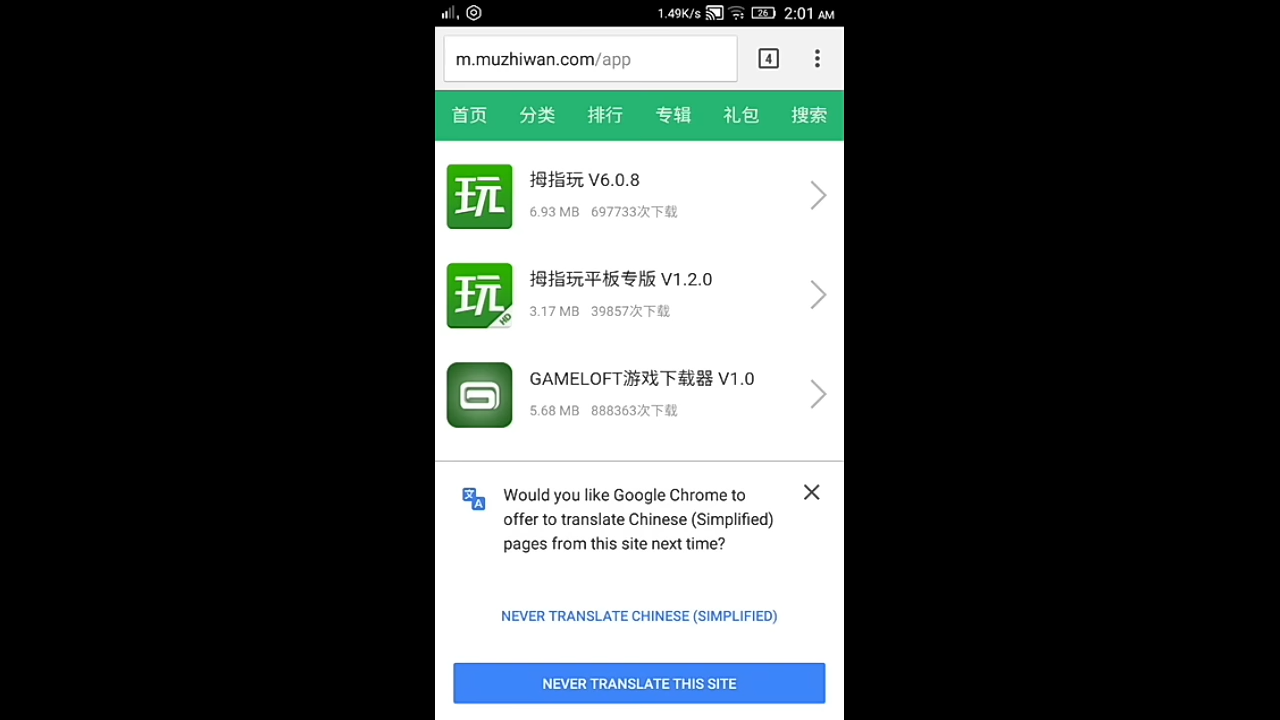 1.49K/s 26 2:01 AM
m.muzhiwan.com/app 4
首页 分类 排行 专辑 礼包 搜索
玩
拇指玩 V6.0.8
6.93 MB 697733次下载
玩 HD
拇指玩平板专版 V1.2.0
3.17 MB 39857次下载
GAMELOFT游戏下载器 V1.0
5.68 MB 888363次下载
文A
Would you like Google Chrome to
offer to translate Chinese (Simplified)
pages from this site next time?
NEVER TRANSLATE CHINESE (SIMPLIFIED)
NEVER TRANSLATE THIS SITE